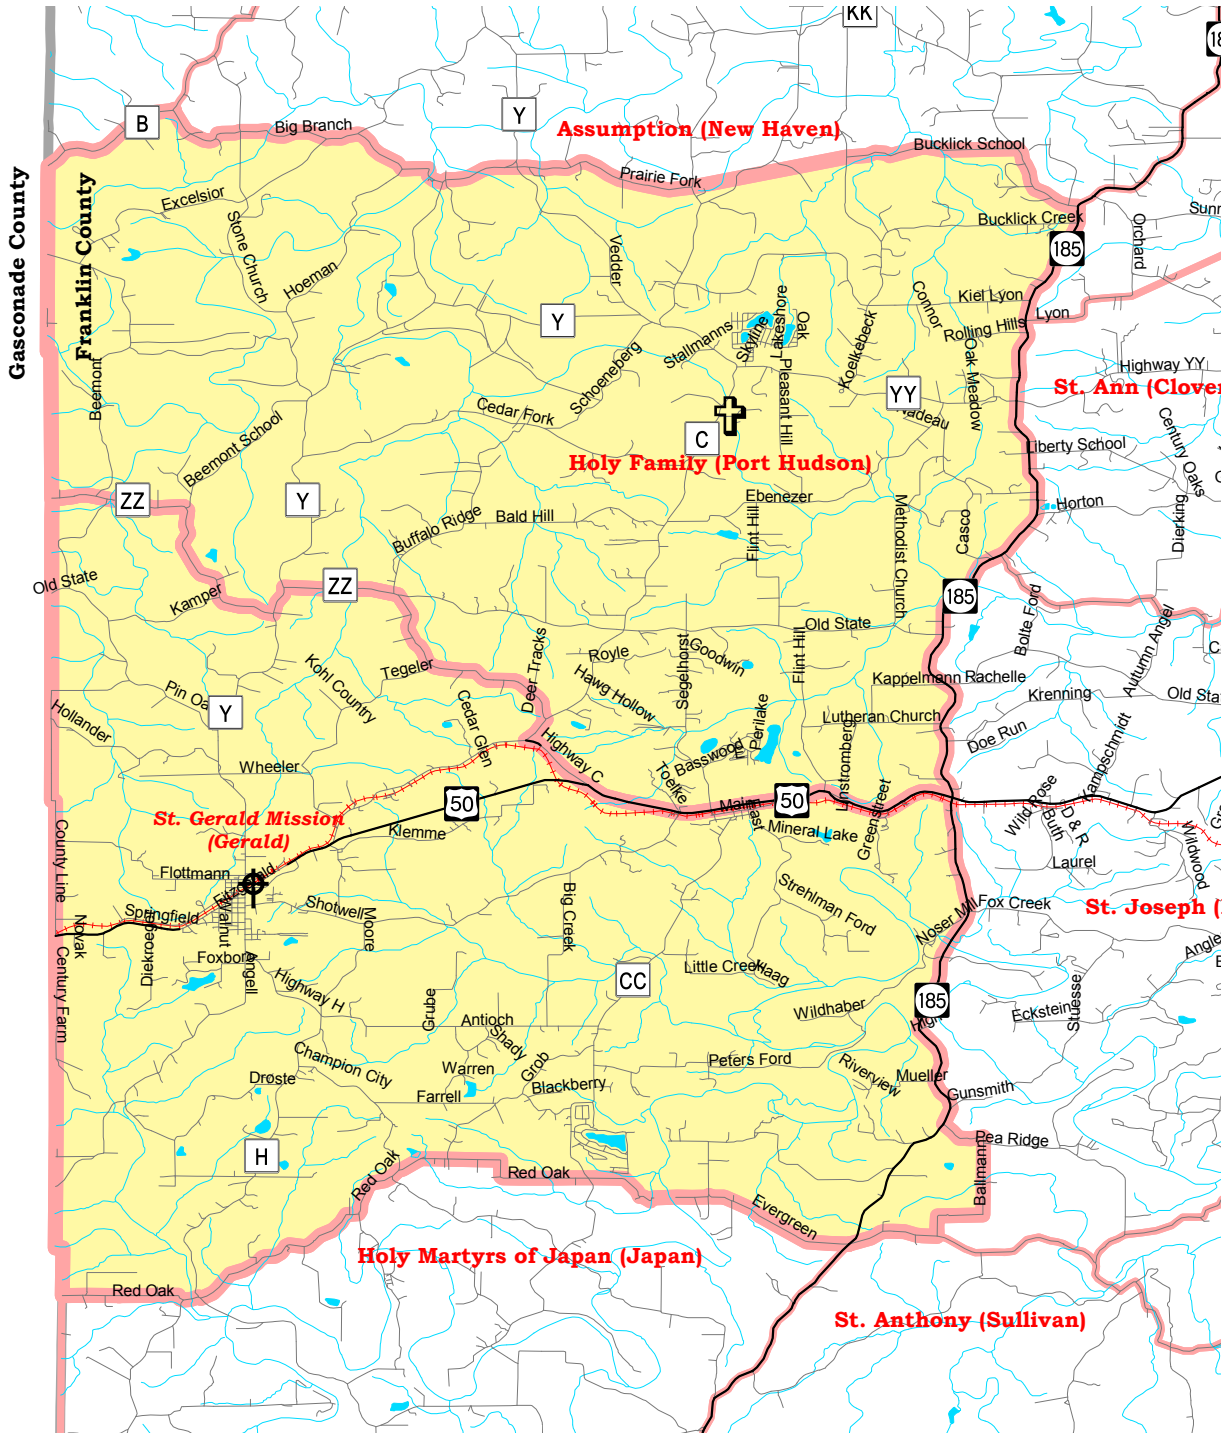 KK
B
Y
Big Branch
Assumption (New Haven)
Bucklick School
Prairie Fork
Gasconade County
Franklin County
Excelsior
Stone Church
Hoeman
Vedder
Bucklick Creek
185
Orchard
Kiel Lyon
Connor
Rolling Hills
Lyon
Y
Stallmanns
Skyline
Lakeshore
Oak
Koelkebeck
Oak Meadow
Highway YY
Beemont
Schoeneberg
Pleasant Hill
YY
St. Ann (Clover
Cedar Fork
Nadeau
C
Beemont School
Holy Family (Port Hudson)
Liberty School
Century Oaks
ZZ
Y
Buffalo Ridge
Bald Hill
Ebenezer
Flint Hill
Methodist Church
Casco
Horton
Dierking
Old State
Kamper
ZZ
185
Bolte Ford
Autumn Angel
Old State
Kohl Country
Tegeler
Deer Tracks
Royle
Segelhorst
Goodwin
Flint Hill
Hawg Hollow
Kappelmann
Rachelle
Krenning
Old Sta
Pin Oa
Y
Hollander
Cedar Glen
Highway C
Perilake
Lutheran Church
Doe Run
Kampschmidt
Wheeler
Basswood
Toelke
50
Main
50
East
Mineral Lake
Greenstreet
Wild Rose
D & R
Buth
Laurel
Wildwood
St. Gerald Mission
(Gerald)
Klemme
County Line
Flottmann
Fitzgerald
Springfield
Walnut
Shotwell
Moore
Big Creek
Strehlman Ford
Noser Mill
Fox Creek
St. Joseph (
Novak
Angell
Century Farm
Highway H
CC
Little Creek
Haag
Wildhaber
185
High
Eckstein
Stuesse
Angle
Grube
Antioch
Shady
Grob
Champion City
Warren
Droste
Farrell
Blackberry
Peters Ford
Riverview
Mueller
Gunsmith
H
Red Oak
Red Oak
Pea Ridge
Ballmann
Evergreen
Holy Martyrs of Japan (Japan)
Red Oak
St. Anthony (Sullivan)